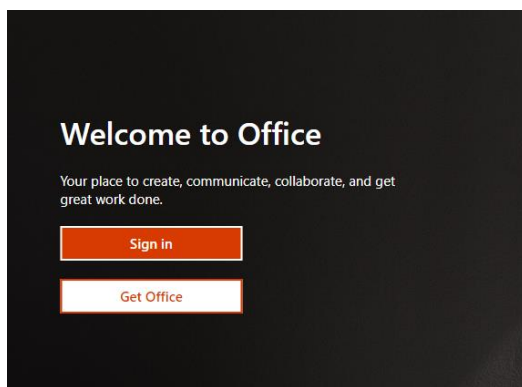 Welcome to Office
Your place to create, communicate, collaborate, and get
great work done.
Sign in
Get Office